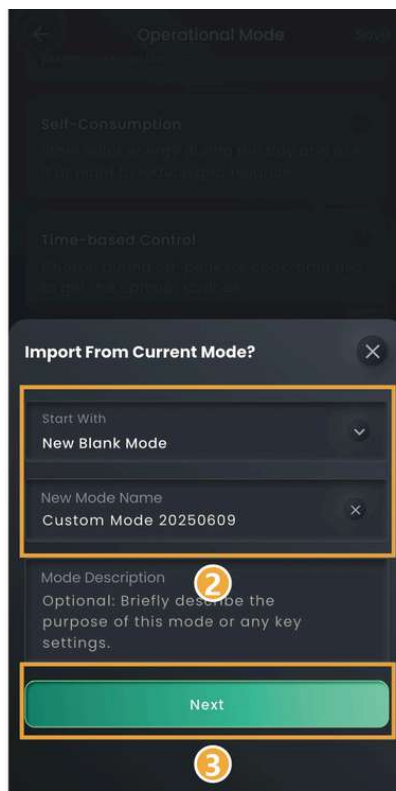 Operational Mode
Save
Self-Consumption
Time-based Control
Import From Current Mode?
Start With
New Blank Mode
New Mode Name
Custom Mode 20250609
Mode Description
Optional: Briefly describe the
purpose of this mode or any key
settings.
2
Next
3